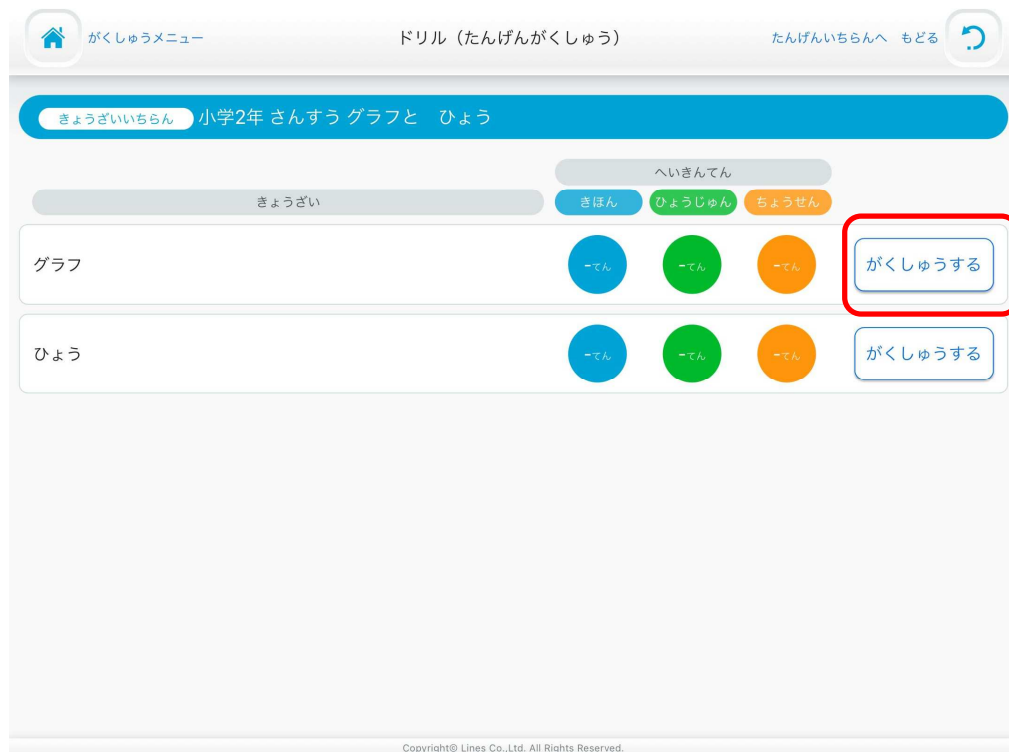 がくしゅうメニュー ドリル（たんげんがくしゅう） たんげんいちらんへ もどる
きょうざいいちらん 小学2年 さんすう グラフと　ひょう
へいきんてん
きょうざい きほん ひょうじゅん ちょうせん
グラフ -てん -てん -てん がくしゅうする
ひょう -てん -てん -てん がくしゅうする
Copyright© Lines Co.,Ltd. All Rights Reserved.